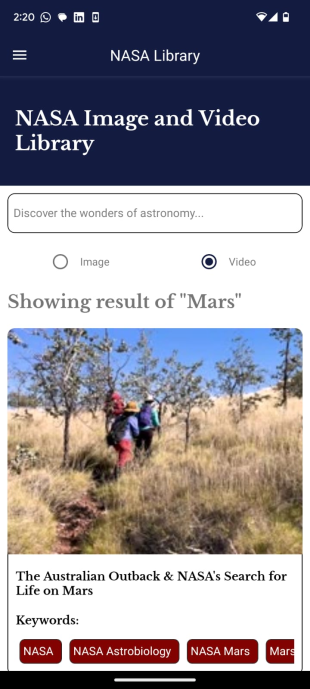 2:20
NASA Library
NASA Image and Video
Library
Discover the wonders of astronomy...
Image
Video
Showing result of "Mars"
The Australian Outback & NASA's Search for
Life on Mars
Keywords:
NASA
NASA Astrobiology
NASA Mars
Mars